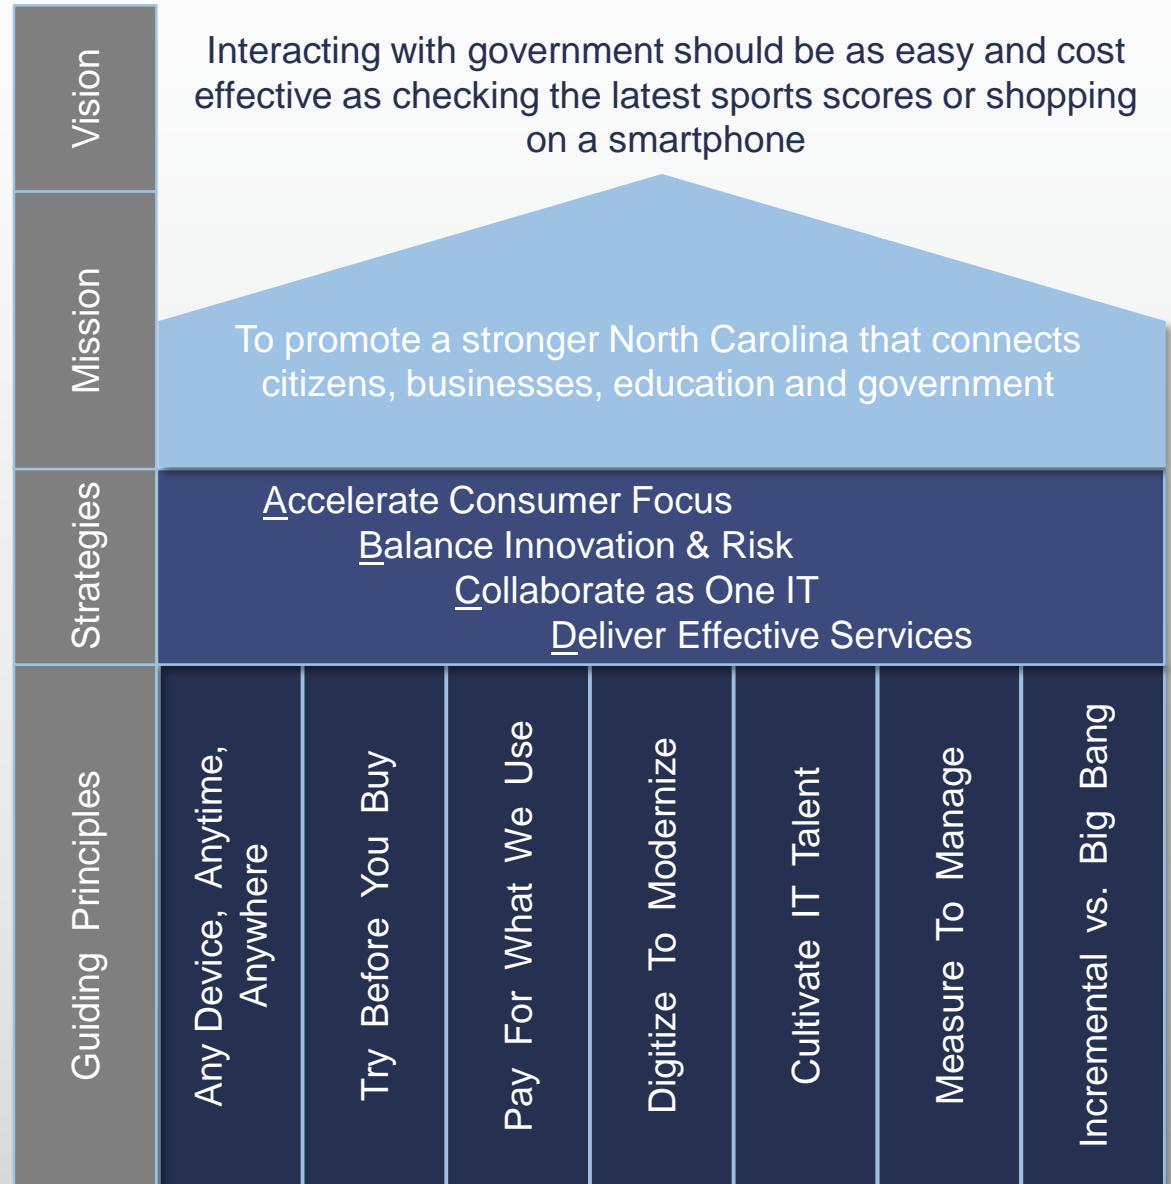 Vision
Interacting with government should be as easy and cost
effective as checking the latest sports scores or shopping
on a smartphone
Mission
To promote a stronger North Carolina that connects
citizens, businesses, education and government
Strategies
Accelerate Consumer Focus
Balance Innovation & Risk
Collaborate as One IT
Deliver Effective Services
Guiding Principles
Any Device, Anytime,
Anywhere
Try Before You Buy
Pay For What We Use
Digitize To Modernize
Cultivate IT Talent
Measure To Manage
Incremental vs. Big Bang